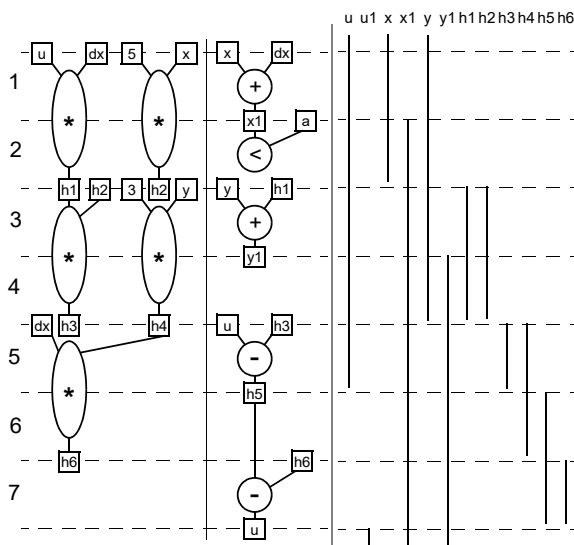 u u1 x x1 y y1 h1 h2 h3 h4 h5 h6
u dx 5 x x dx
1
+
* * x1 a
2
<
h1 h2 3 h2 y y h1
3
+
* * y1
4
dx h3 h4 u h3
5
-
* h5
6
h6 h6
7
-
u